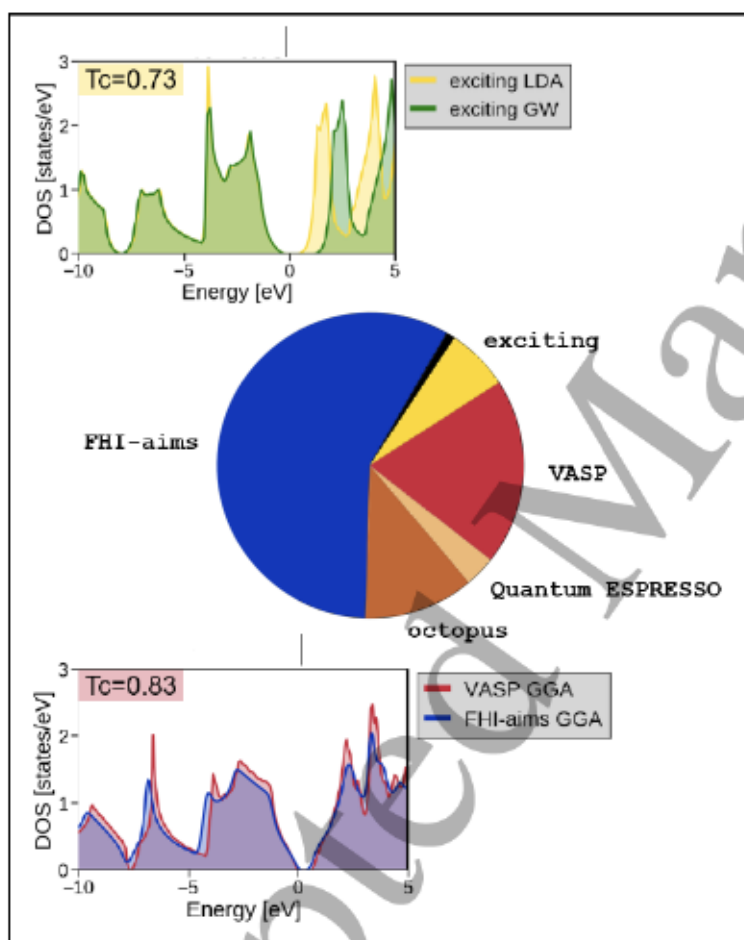 3
Tc=0.73
exciting LDA
exciting GW
2
1
0
DOS [states/eV]
−10
−5
0
5
Energy [eV]
exciting
FHI-aims
VASP
Quantum ESPRESSO
octopus
3
Tc=0.83
VASP GGA
FHI-aims GGA
2
1
0
DOS [states/eV]
−10
−5
0
5
Energy [eV]
pted Ma